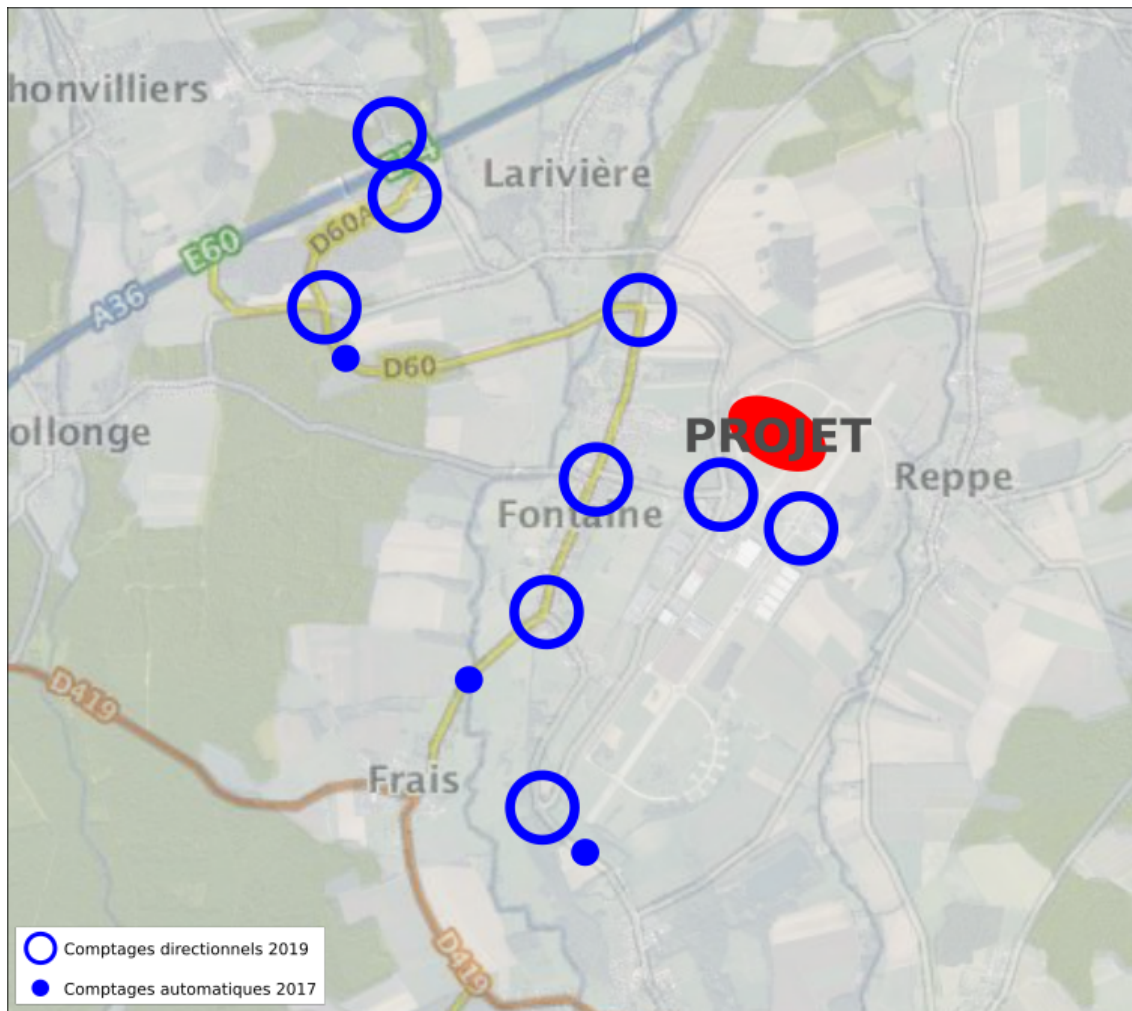 honvilliers
Larivière
D60A
E60
A36
D60
ollonge
PROJET
Reppe
Fontaine
D419
Frais
D419
Comptages directionnels 2019
Comptages automatiques 2017